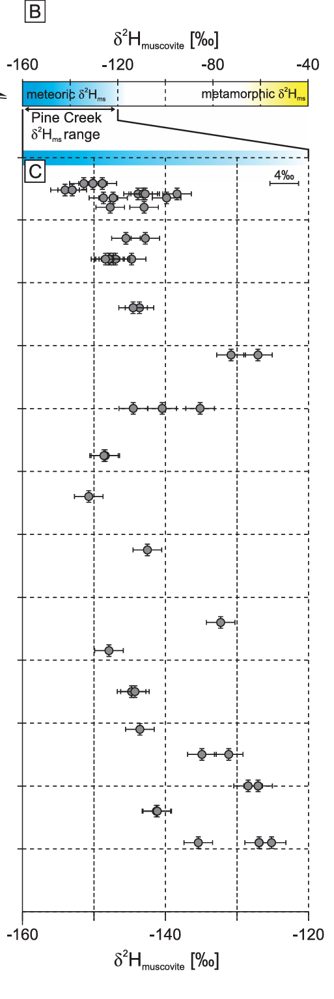 B
δ²Hmuscovite [‰]
-160 -120 -80 -40
meteoric δ²Hms metamorphic δ²Hms
Pine Creek
δ²Hms range
C
4‰
-160 -140 -120
δ²Hmuscovite [‰]